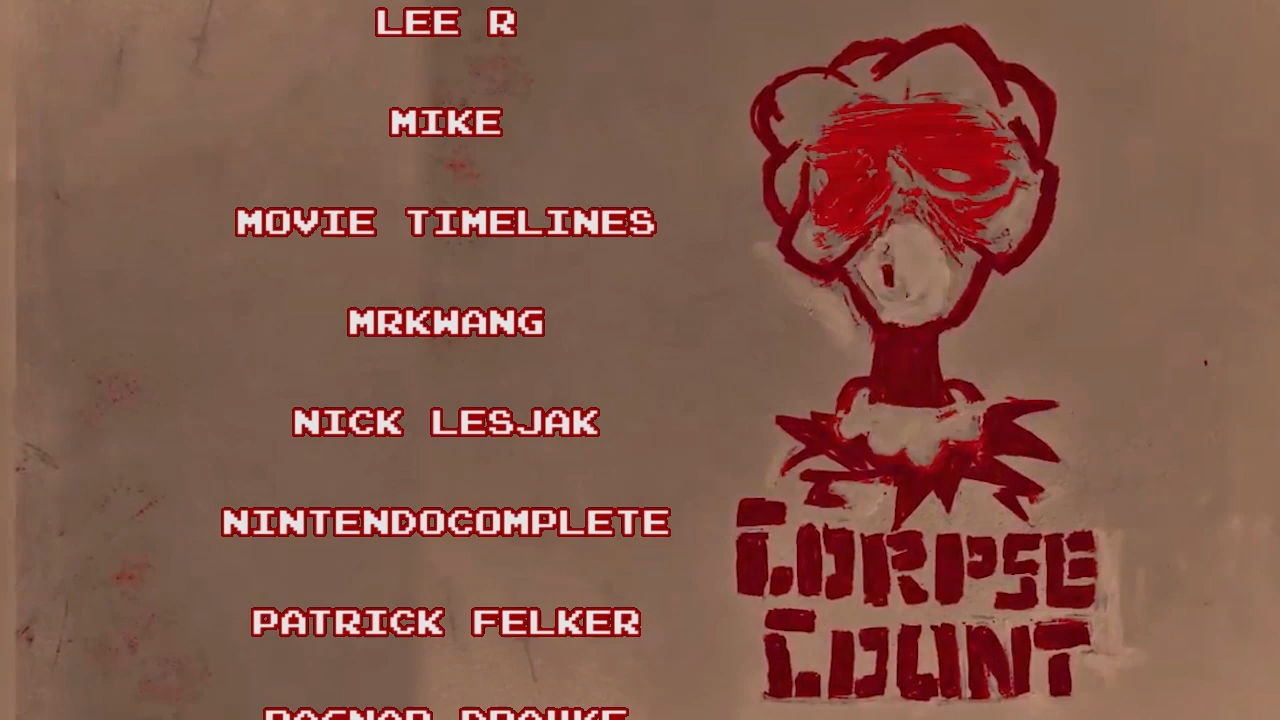 LEE R
MIKE
MOVIE TIMELINES
MRKWANG
NICK LESJAK
NINTENDOCOMPLETE
PATRICK FELKER
CORPSE
COUNT